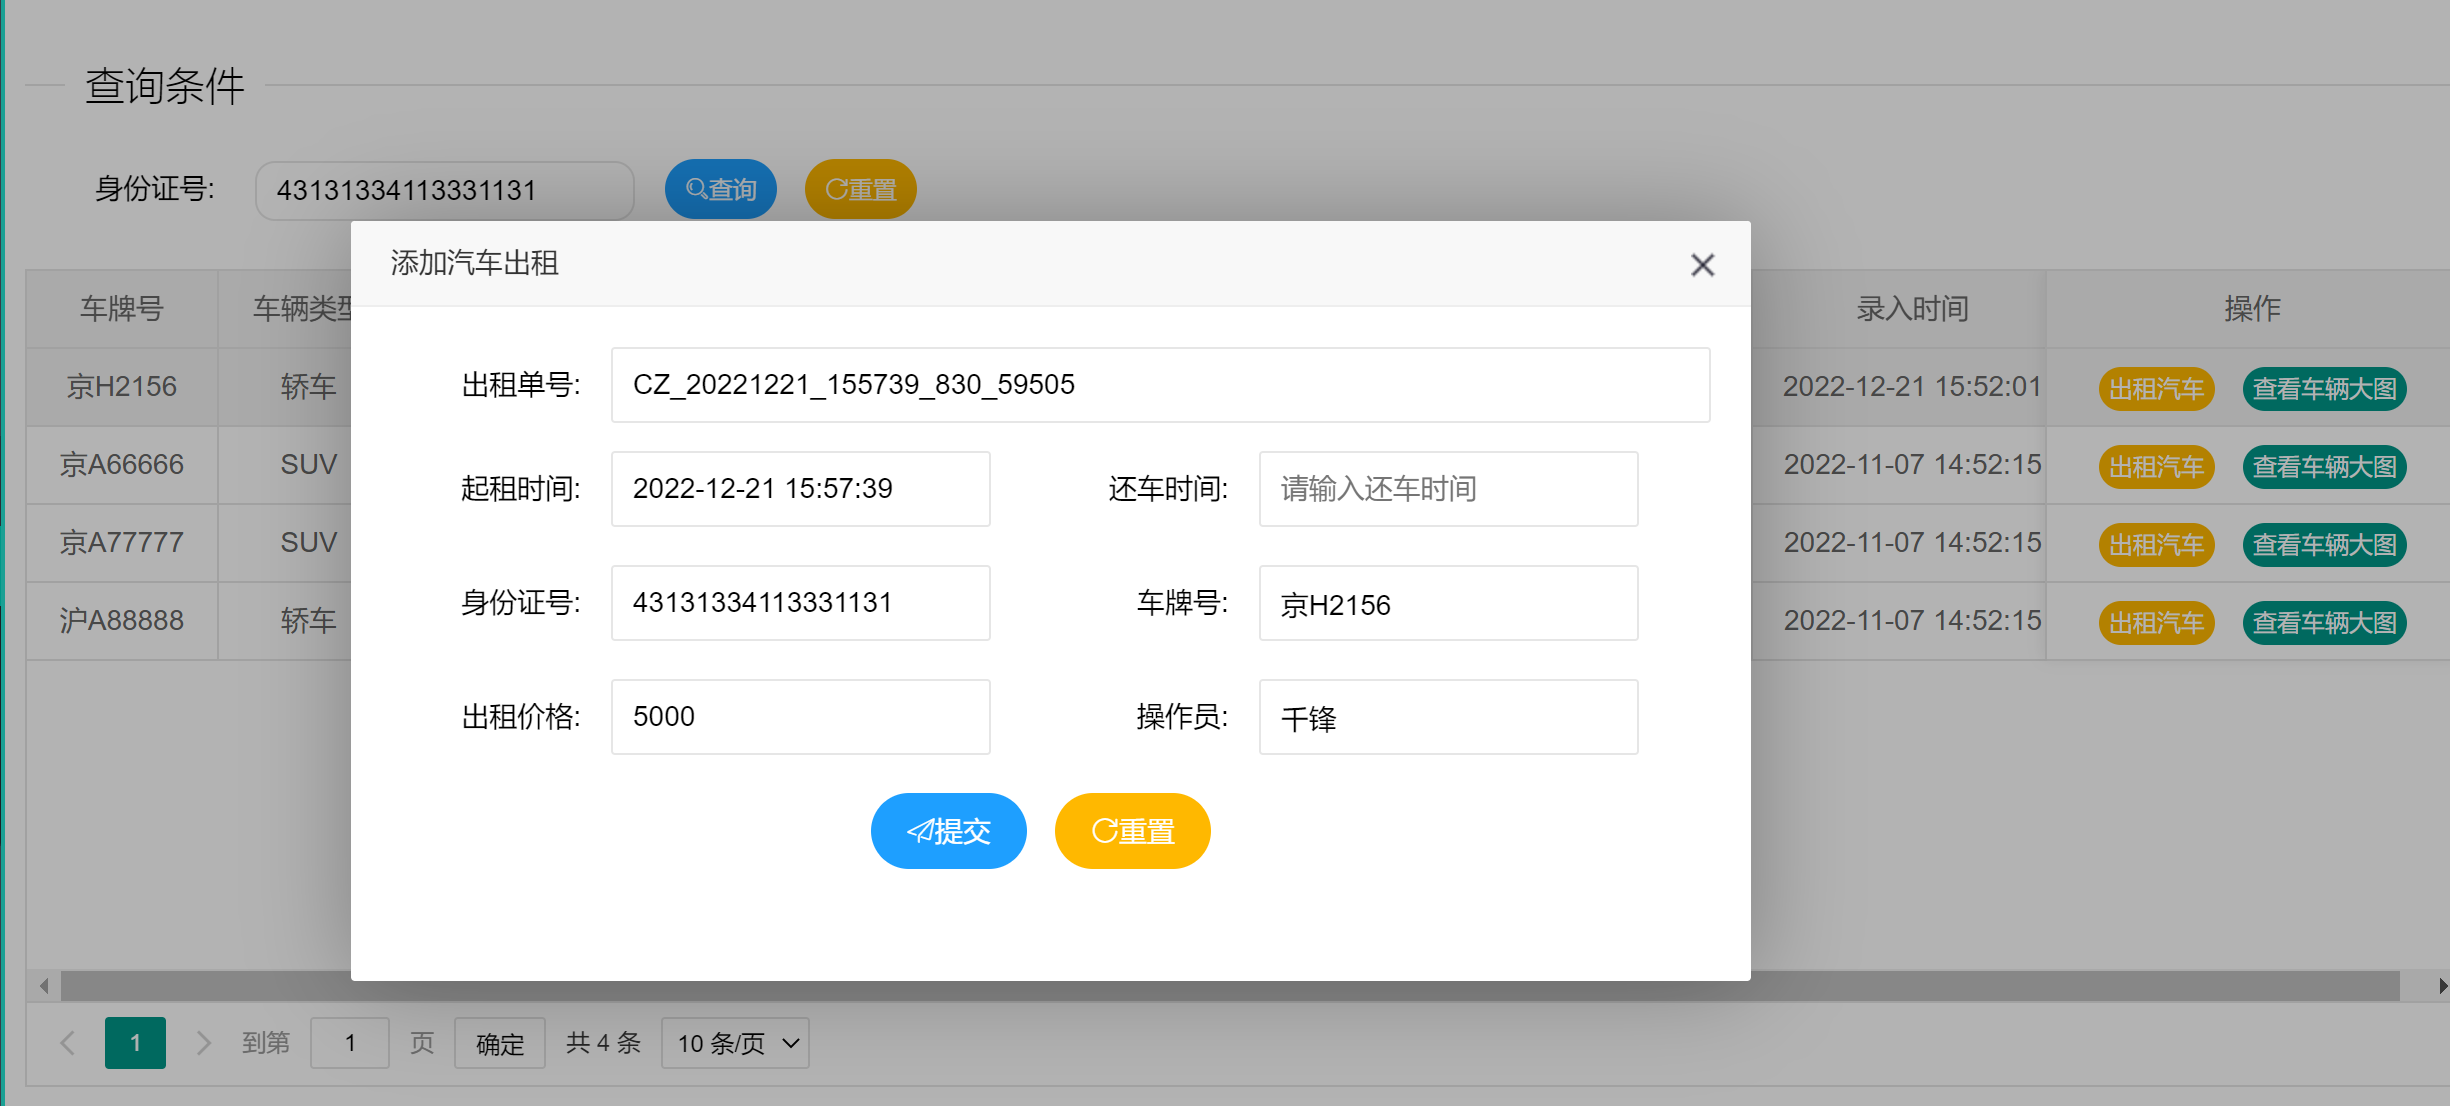 查询条件
身份证号: 43131334113331131 查询 重置
添加汽车出租
车牌号 车辆类型 录入时间 操作
出租单号: CZ_20221221_155739_830_59505
京H2156 轿车 2022-12-21 15:52:01 出租汽车 查看车辆大图
京A66666 SUV 2022-11-07 14:52:15 出租汽车 查看车辆大图
起租时间: 2022-12-21 15:57:39 还车时间: 请输入还车时间
京A77777 SUV 2022-11-07 14:52:15 出租汽车 查看车辆大图
身份证号: 43131334113331131 车牌号: 京H2156
沪A88888 轿车 2022-11-07 14:52:15 出租汽车 查看车辆大图
出租价格: 5000 操作员: 千锋
提交 重置
1 到第 1 页 确定 共 4 条 10 条/页